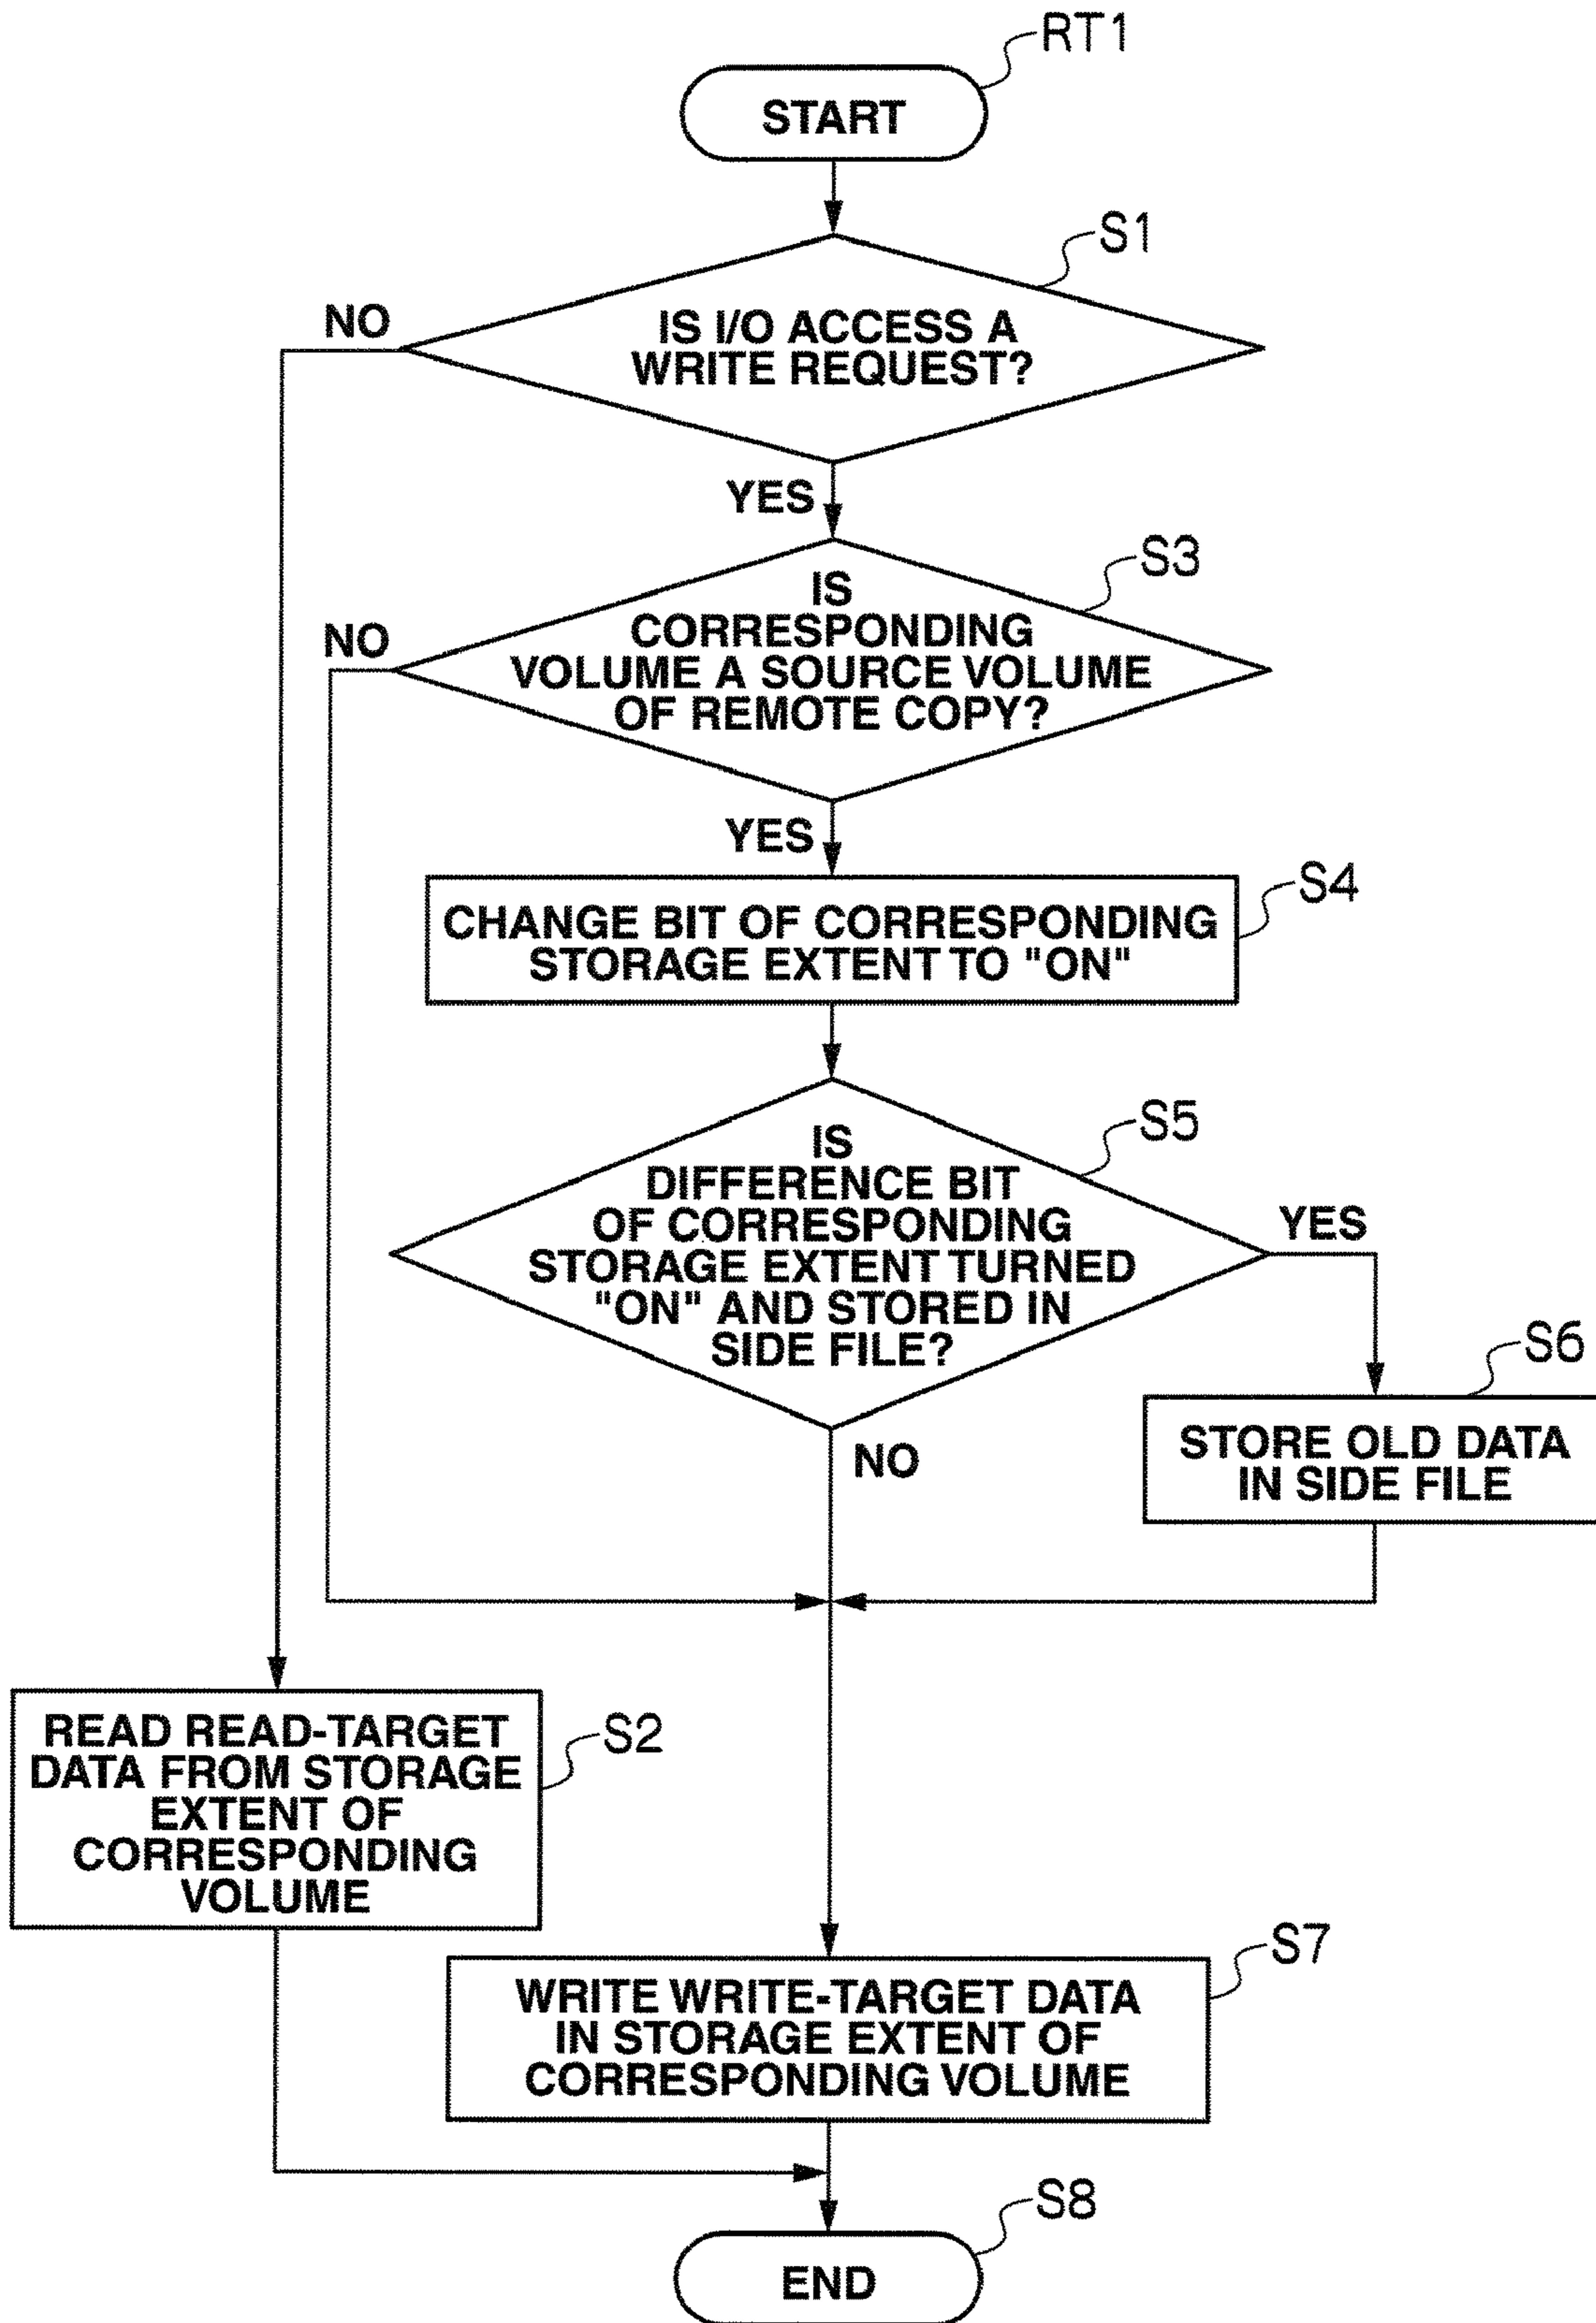 RT1
START
S1
NO
IS I/O ACCESS A
WRITE REQUEST?
YES
S3
NO
IS
CORRESPONDING
VOLUME A SOURCE VOLUME
OF REMOTE COPY?
YES
S4
CHANGE BIT OF CORRESPONDING
STORAGE EXTENT TO "ON"
S5
IS
DIFFERENCE BIT
OF CORRESPONDING
STORAGE EXTENT TURNED
"ON" AND STORED IN
SIDE FILE?
YES
S6
STORE OLD DATA
IN SIDE FILE
NO
READ READ-TARGET
DATA FROM STORAGE
EXTENT OF
CORRESPONDING
VOLUME
S2
S7
WRITE WRITE-TARGET DATA
IN STORAGE EXTENT OF
CORRESPONDING VOLUME
S8
END